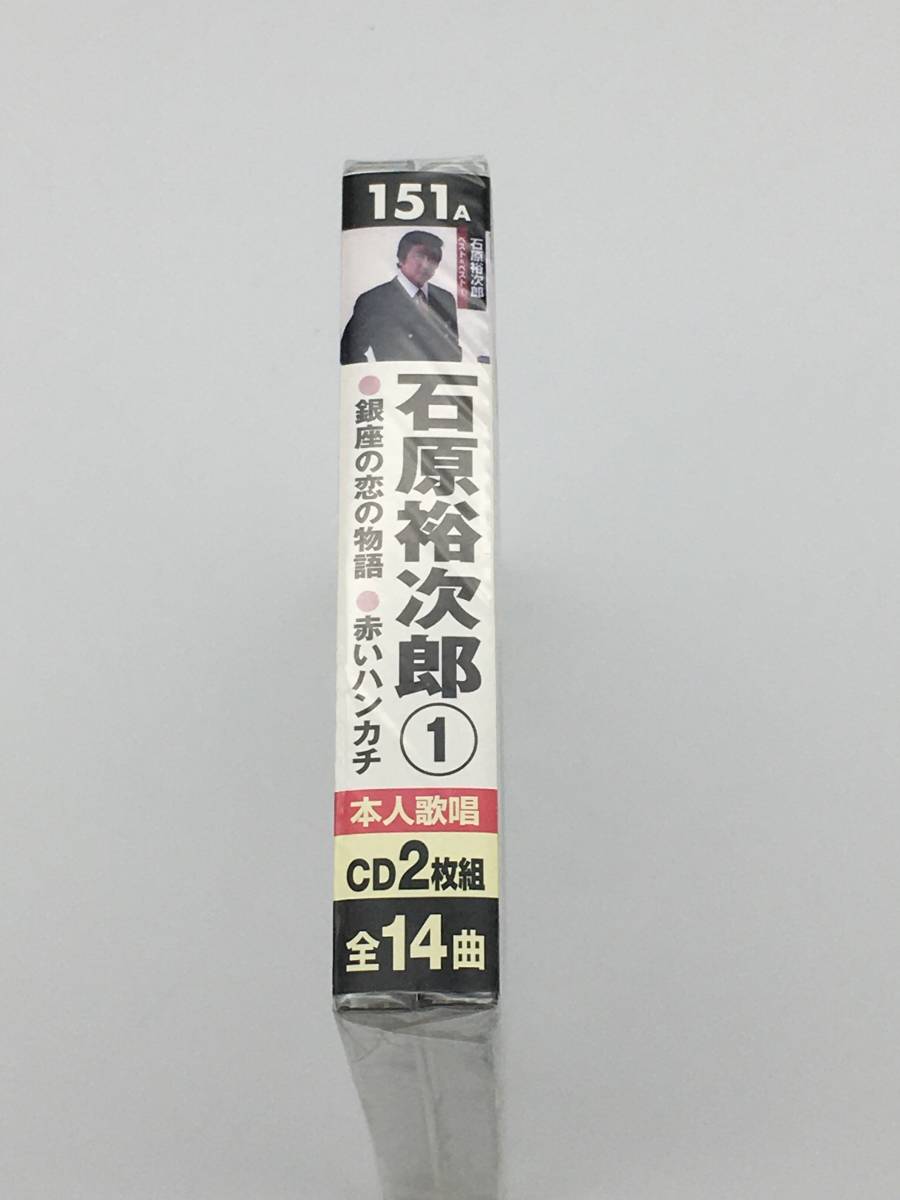 151A
石原裕次郎
ベスト&ベスト
石原裕次郎①
●銀座の恋の物語 ●赤いハンカチ
本人歌唱
CD2枚組
全14曲